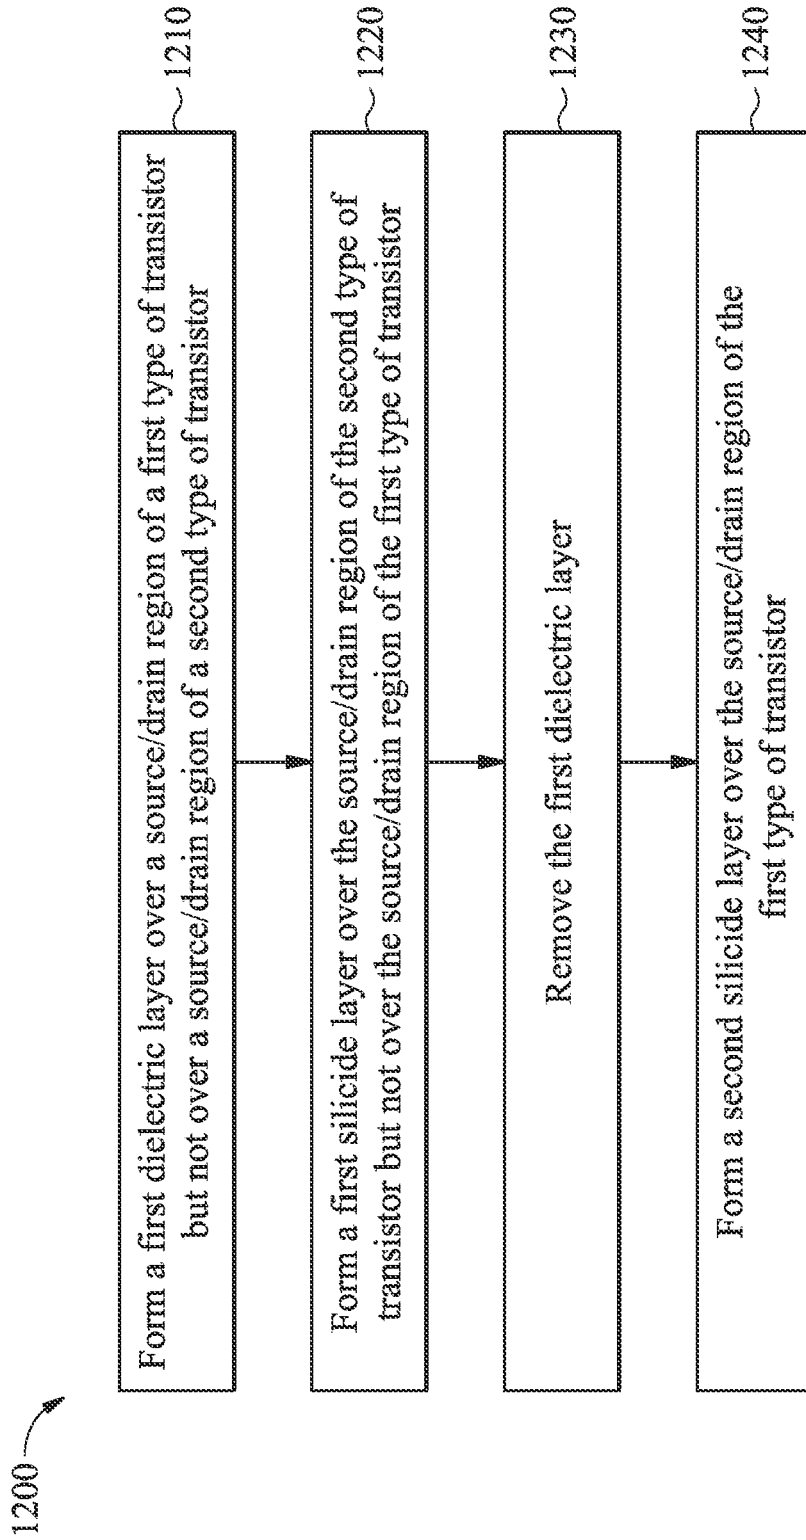 1200
Form a first dielectric layer over a source/drain region of a first type of transistor
but not over a source/drain region of a second type of transistor
1210
Form a first silicide layer over the source/drain region of the second type of
transistor but not over the source/drain region of the first type of transistor
1220
Remove the first dielectric layer
1230
Form a second silicide layer over the source/drain region of the
first type of transistor
1240